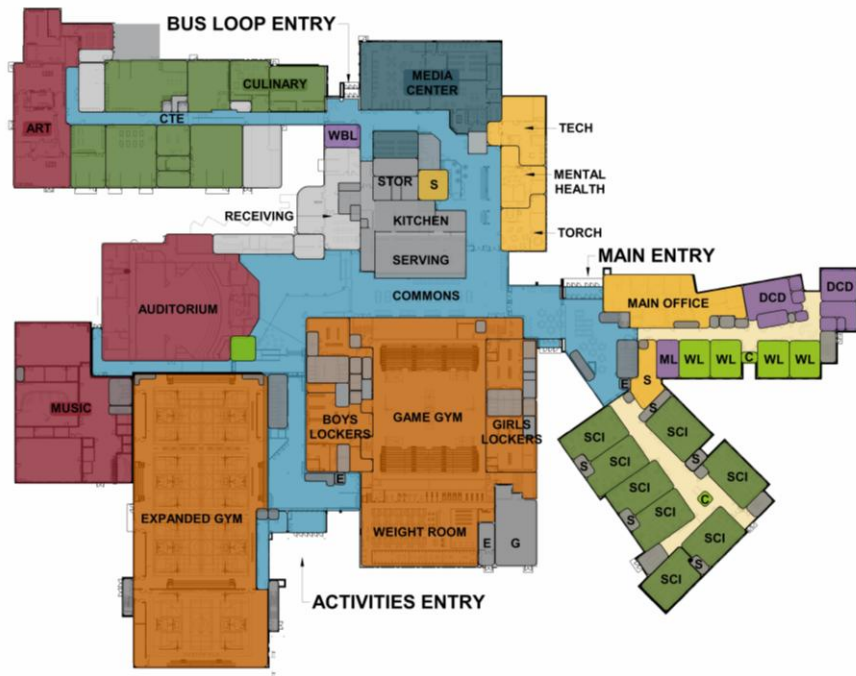 BUS LOOP ENTRY
MEDIA
CENTER
CULINARY
CTE
ART
WBL
TECH
STOR
S
MENTAL
HEALTH
RECEIVING
KITCHEN
TORCH
SERVING
MAIN ENTRY
COMMONS
AUDITORIUM
MAIN OFFICE
DCD
DCD
ML
WL
WL
C
WL
WL
S
E
S
MUSIC
BOYS
LOCKERS
GAME GYM
GIRLS
LOCKERS
SCI
SCI
SCI
S
S
SCI
SCI
E
C
EXPANDED GYM
WEIGHT ROOM
E
G
S
SCI
SCI
S
SCI
ACTIVITIES ENTRY